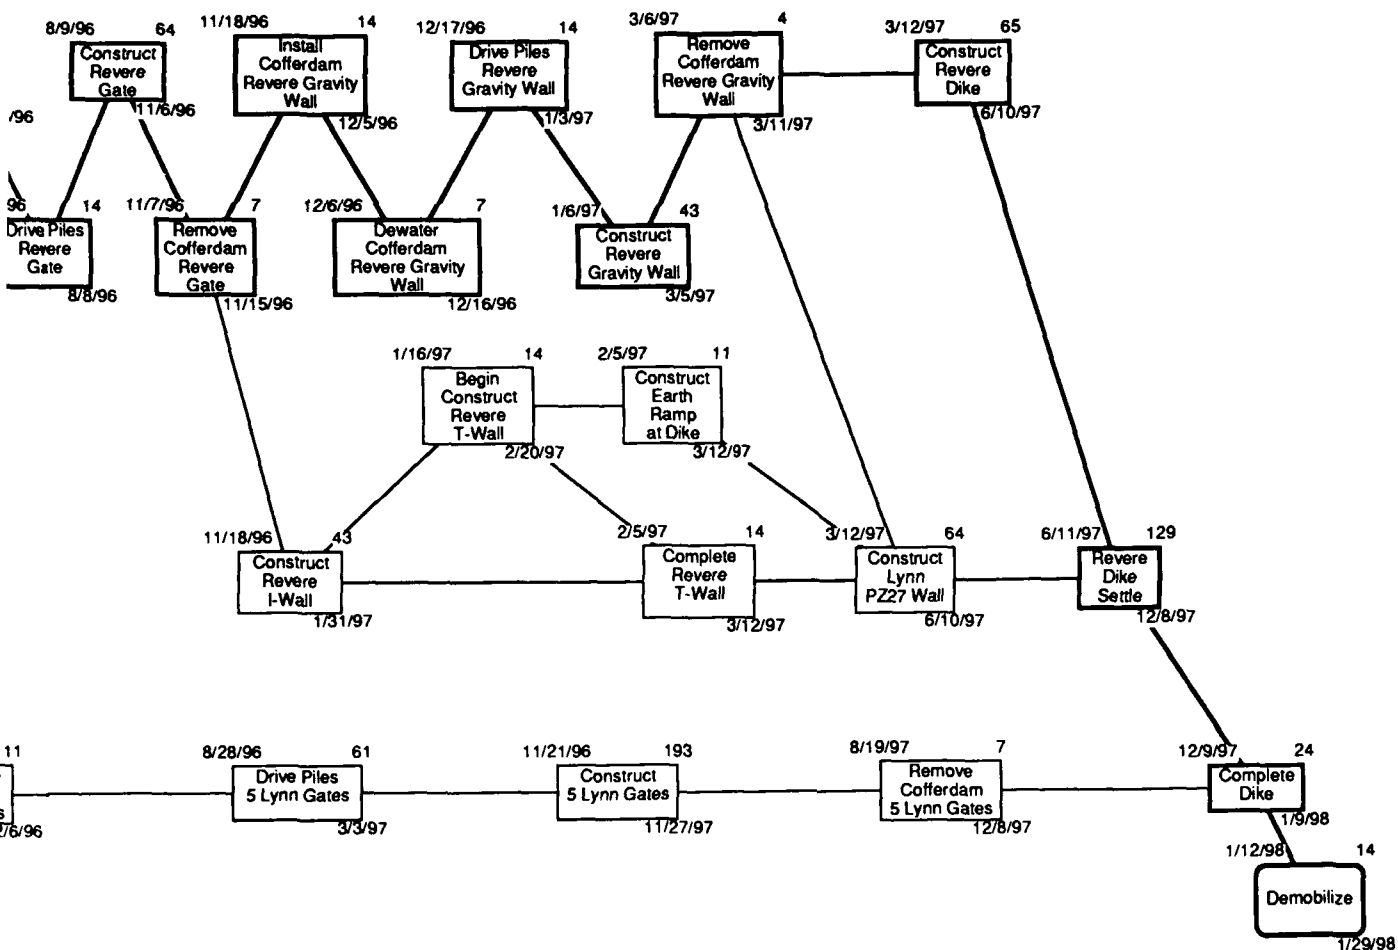 8/9/96 64
Construct
Revere
Gate
11/6/96
11/18/96 14
Install
Cofferdam
Revere Gravity
Wall
12/5/96
12/17/96 14
Drive Piles
Revere
Gravity Wall
1/3/97
3/6/97 4
Remove
Cofferdam
Revere Gravity
Wall
3/11/97
3/12/97 65
Construct
Revere
Dike
6/10/97
/96
96 14
Drive Piles
Revere
Gate
8/8/96
11/7/96 7
Remove
Cofferdam
Revere
Gate
11/15/96
12/6/96 7
Dewater
Cofferdam
Revere Gravity
Wall
12/16/96
1/6/97 43
Construct
Revere
Gravity Wall
3/5/97
1/16/97 14
Begin
Construct
Revere
T-Wall
2/20/97
2/5/97 11
Construct
Earth
Ramp
at Dike
3/12/97
11/18/96 43
Construct
Revere
I-Wall
1/31/97
2/5/97 14
Complete
Revere
T-Wall
3/12/97
3/12/97 64
Construct
Lynn
PZ27 Wall
6/10/97
6/11/97 129
Revere
Dike
Settle
12/8/97
11
s
2/6/96
8/28/96 61
Drive Piles
5 Lynn Gates
3/3/97
11/21/96 193
Construct
5 Lynn Gates
11/27/97
8/19/97 7
Remove
Cofferdam
5 Lynn Gates
12/8/97
12/9/97 24
Complete
Dike
1/9/98
1/12/98 14
Demobilize
1/29/98